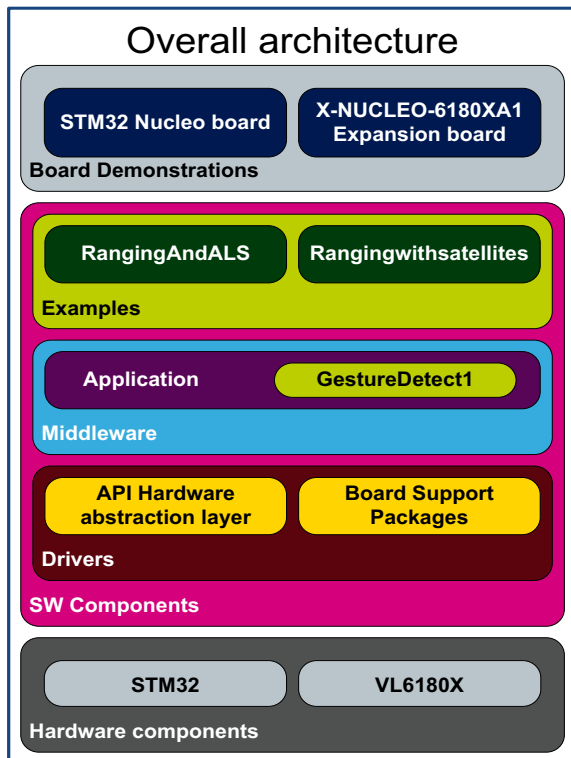 Overall architecture
STM32 Nucleo board
X-NUCLEO-6180XA1
Expansion board
Board Demonstrations
RangingAndALS
Rangingwithsatellites
Examples
Application
GestureDetect1
Middleware
API Hardware
abstraction layer
Board Support
Packages
Drivers
SW Components
STM32
VL6180X
Hardware components